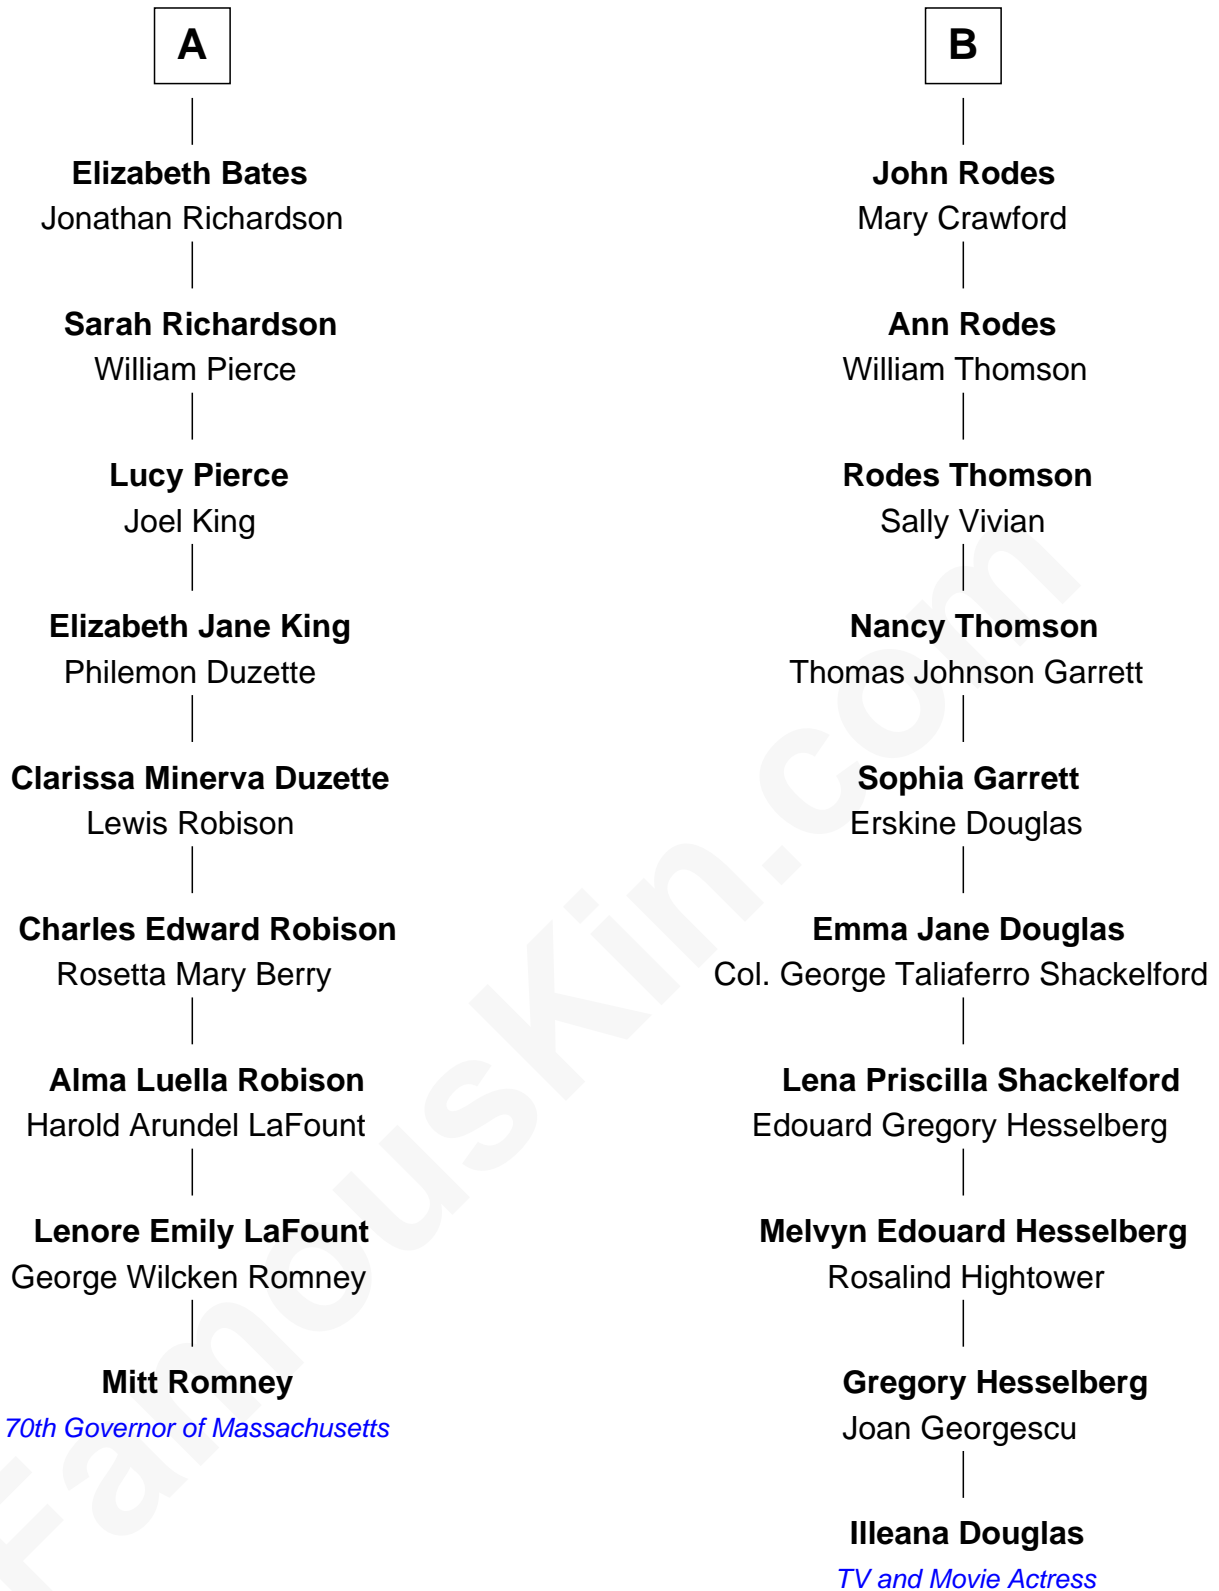 A
Elizabeth Bates
Jonathan Richardson
Sarah Richardson
William Pierce
Lucy Pierce
Joel King
Elizabeth Jane King
Philemon Duzette
Clarissa Minerva Duzette
Lewis Robison
Charles Edward Robison
Rosetta Mary Berry
Alma Luella Robison
Harold Arundel LaFount
Lenore Emily LaFount
George Wilcken Romney
Mitt Romney
70th Governor of Massachusetts
B
John Rodes
Mary Crawford
Ann Rodes
William Thomson
Rodes Thomson
Sally Vivian
Nancy Thomson
Thomas Johnson Garrett
Sophia Garrett
Erskine Douglas
Emma Jane Douglas
Col. George Taliaferro Shackelford
Lena Priscilla Shackelford
Edouard Gregory Hesselberg
Melvyn Edouard Hesselberg
Rosalind Hightower
Gregory Hesselberg
Joan Georgescu
Illeana Douglas
TV and Movie Actress
FamousKin.com